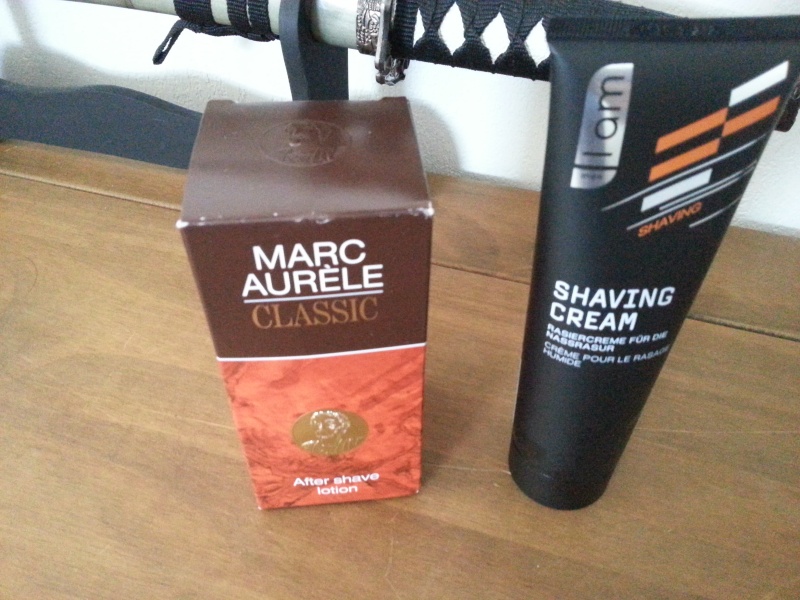 MARC
AURÈLE
CLASSIC
After shave
lotion
I am
SHAVING
SHAVING
CREAM
RASIERCREME FÜR DIE
NASSRASUR
CRÈME POUR LE RASAGE
HUMIDE